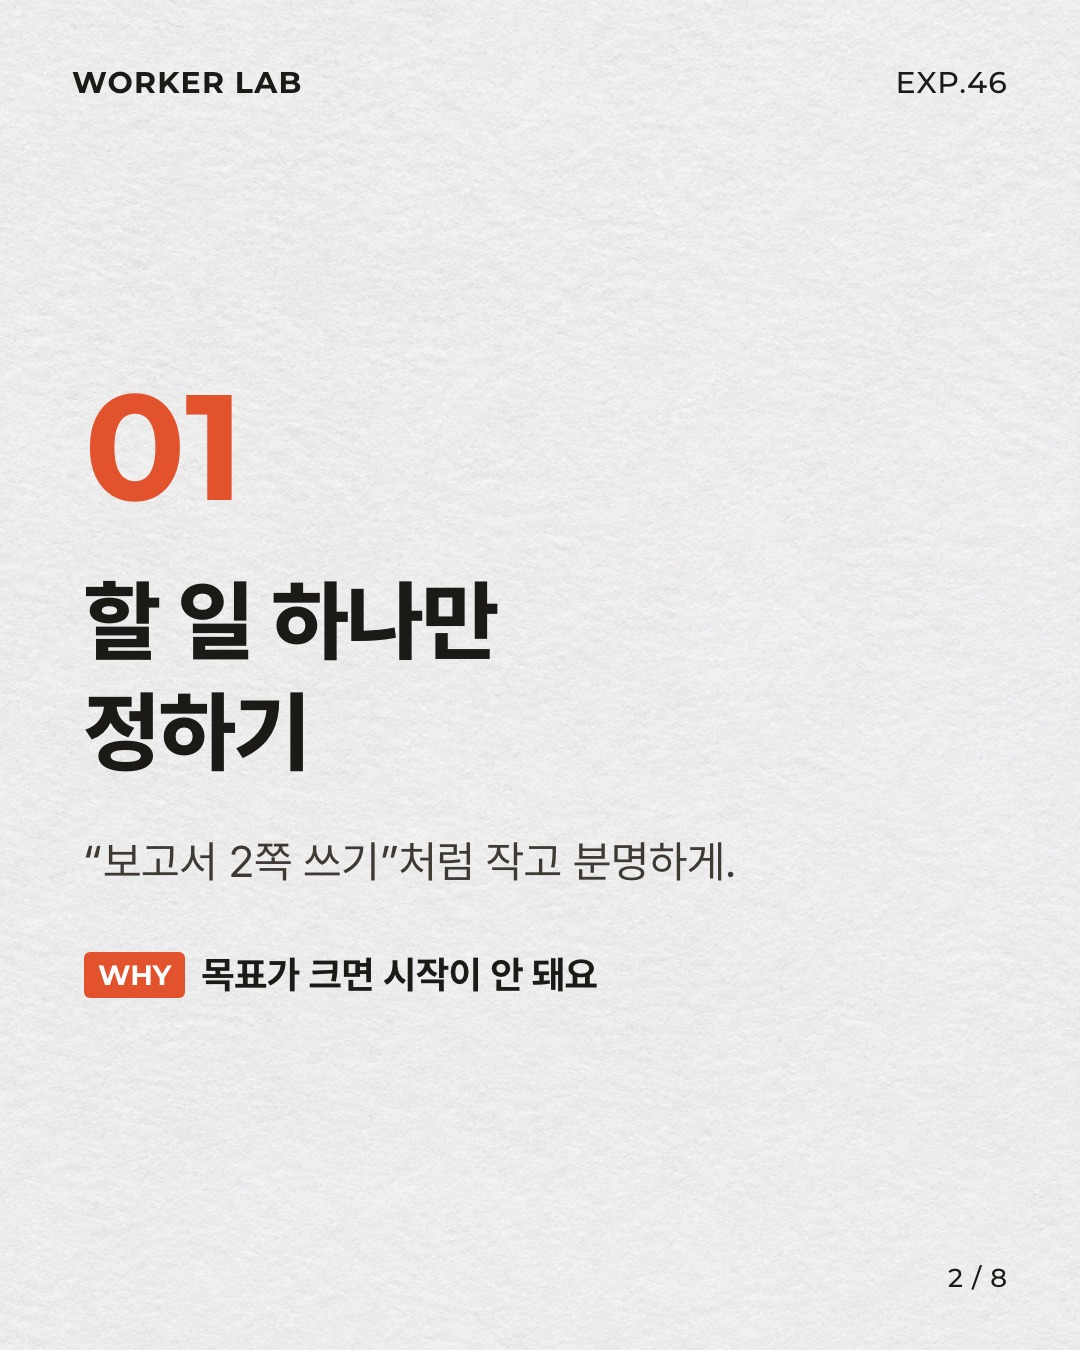 WORKER LAB
EXP.46
01
할 일 하나만
정하기
“보고서 2쪽 쓰기”처럼 작고 분명하게.
WHY 목표가 크면 시작이 안 돼요
2 / 8